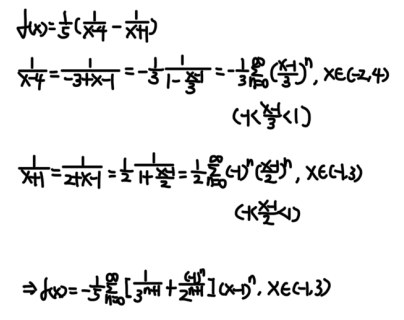 f(x)=1/5(1/(x-4) - 1/(x+1))
1/(x-4) = 1/(-3+x-1) = -1/3 · 1/(1-(x-1)/3) = -1/3 ∑_{n=0}^{∞} ((x-1)/3)^n, x∈(-2,4)
(-1<(x-1)/3<1)
1/(x+1) = 1/(2+x-1) = 1/2 · 1/(1+(x-1)/2) = 1/2 ∑_{n=0}^{∞} (-1)^n ((x-1)/2)^n, x∈(-1,3)
(-1<(x-1)/2<1)
⇒ f(x) = -1/5 ∑_{n=0}^{∞} [1/3^{n+1} + (-1)^n/2^{n+1}] (x-1)^n, x∈(-1,3)